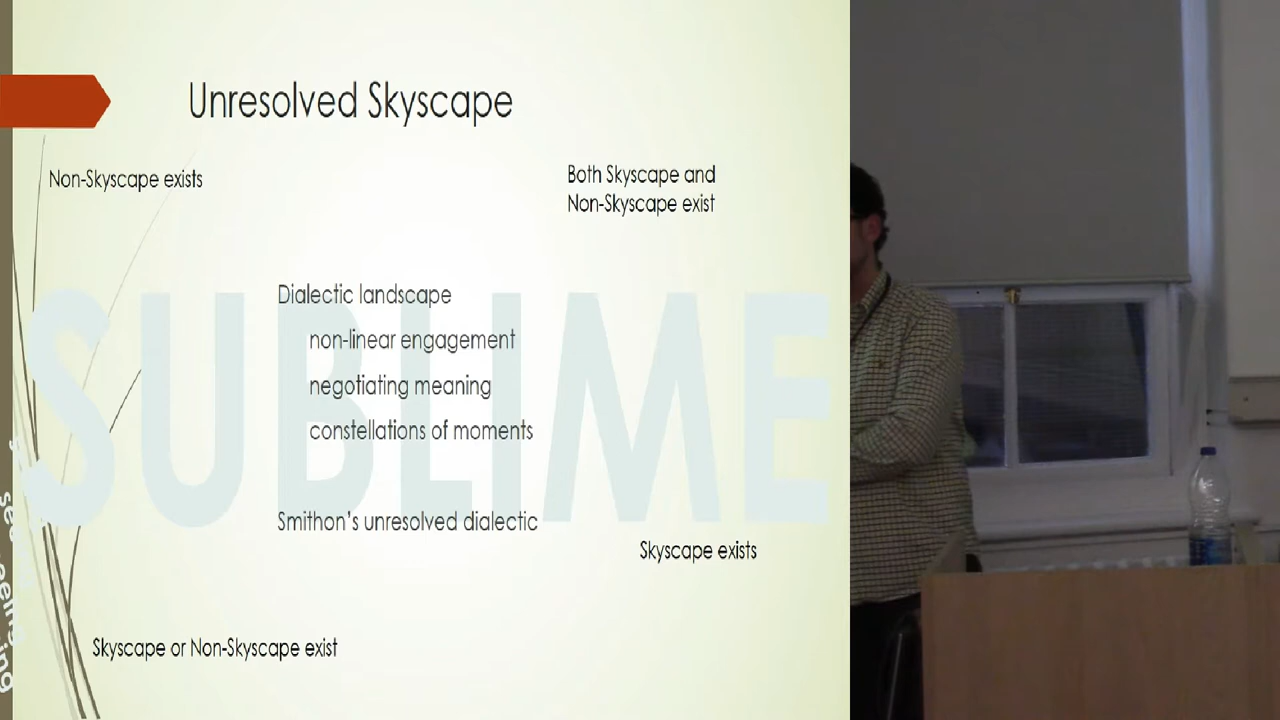 Unresolved Skyscape
Non-Skyscape exists
Both Skyscape and
Non-Skyscape exist
Dialectic landscape
non-linear engagement
negotiating meaning
constellations of moments
SUBLIME
Smithon's unresolved dialectic
Skyscape exists
Skyscape or Non-Skyscape exist